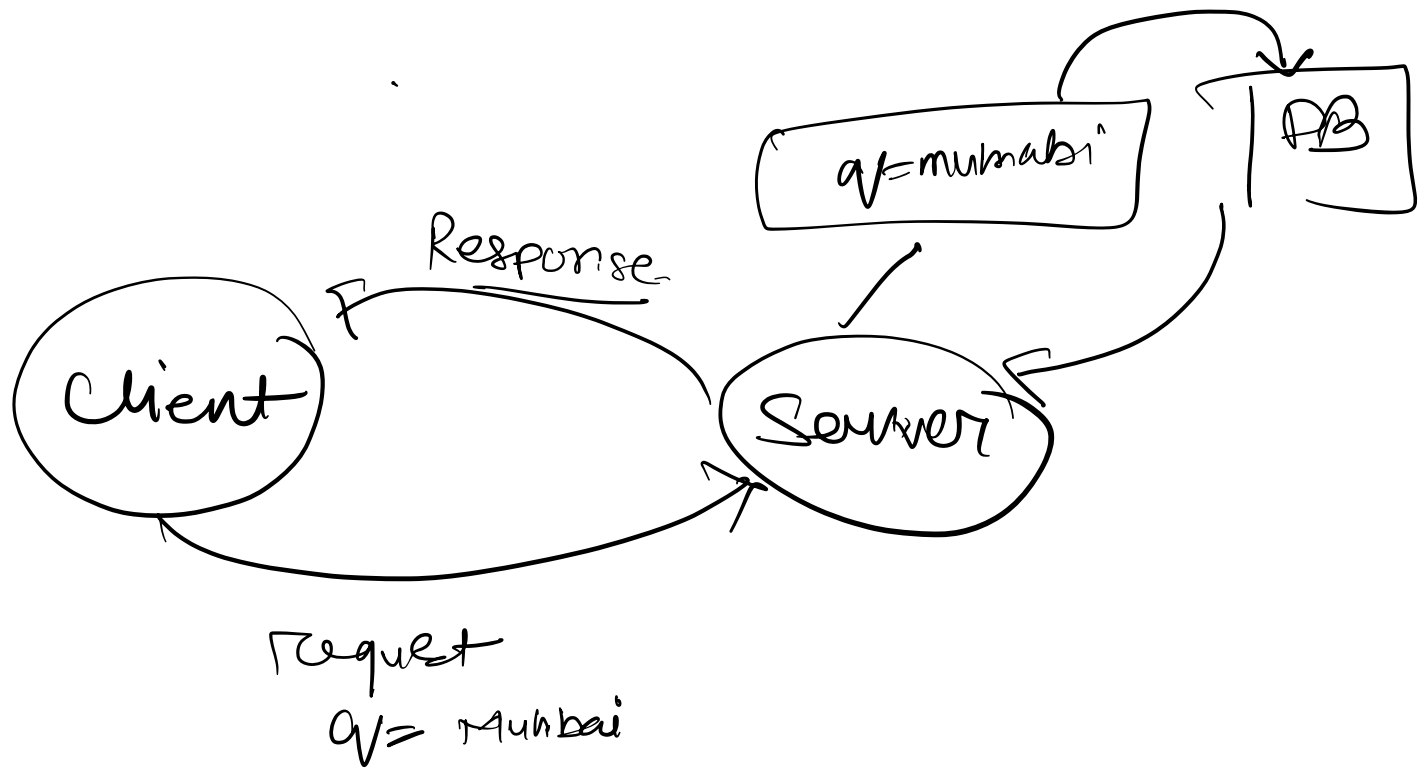 DB
q=mumabi
Response
Client
Server
request
q= Mumbai